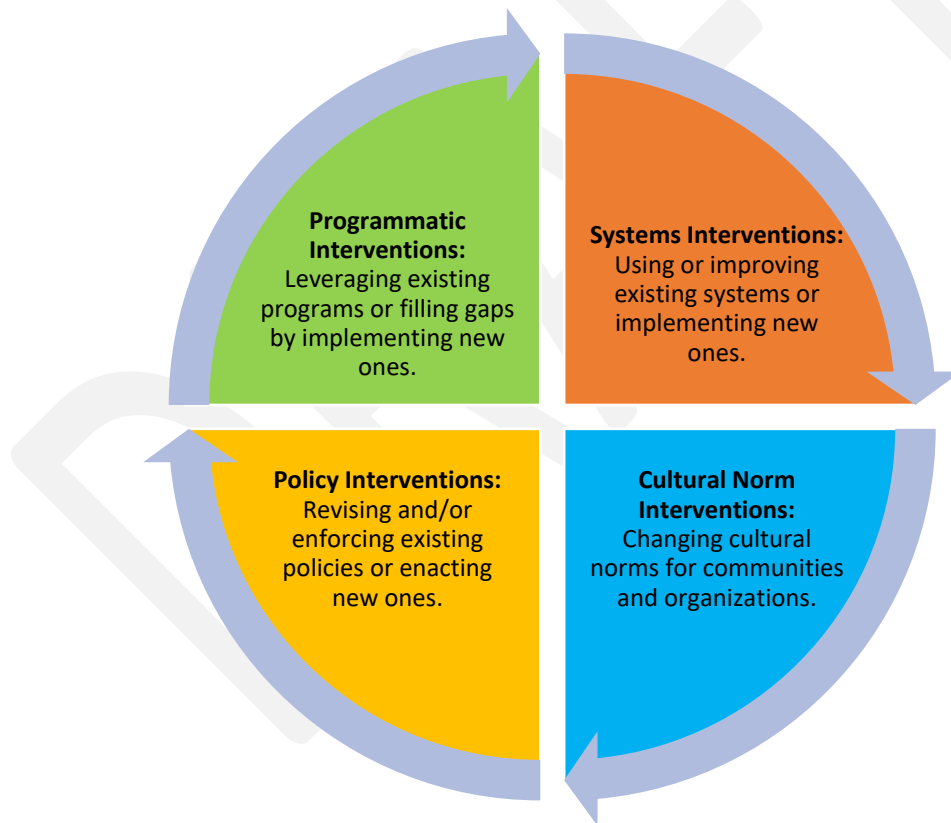 Programmatic
Interventions:
Leveraging existing
programs or filling gaps
by implementing new
ones.
Systems Interventions:
Using or improving
existing systems or
implementing new
ones.
Policy Interventions:
Revising and/or
enforcing existing
policies or enacting
new ones.
Cultural Norm
Interventions:
Changing cultural
norms for communities
and organizations.